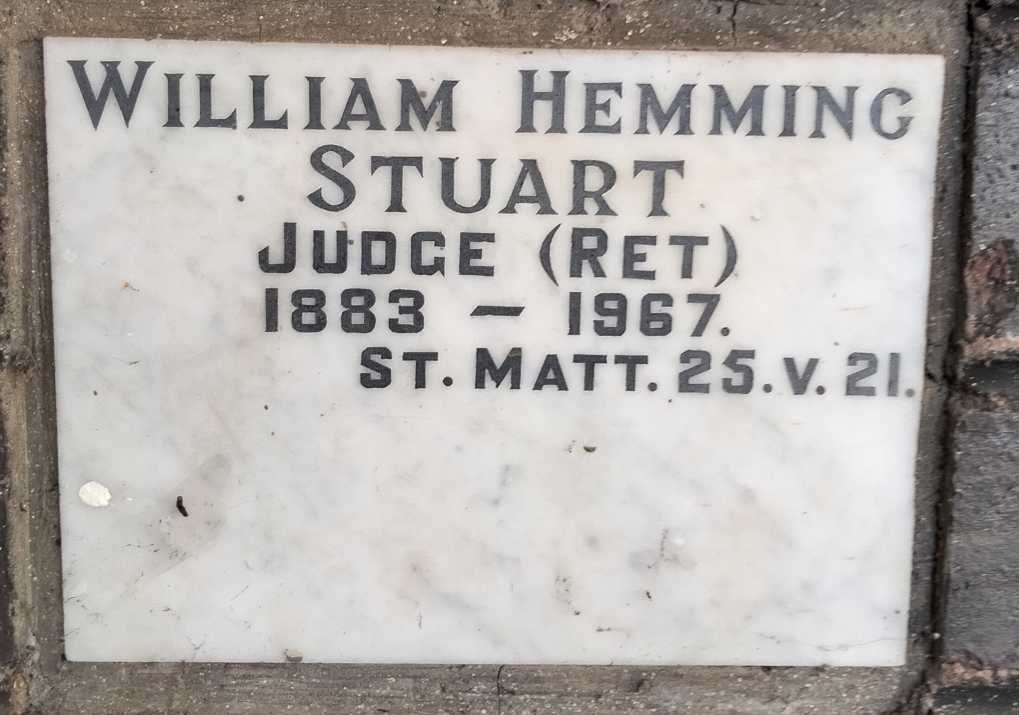 WILLIAM HEMMING
STUART
JUDGE (RET)
1883 – 1967.
ST. MATT. 25. V. 21.